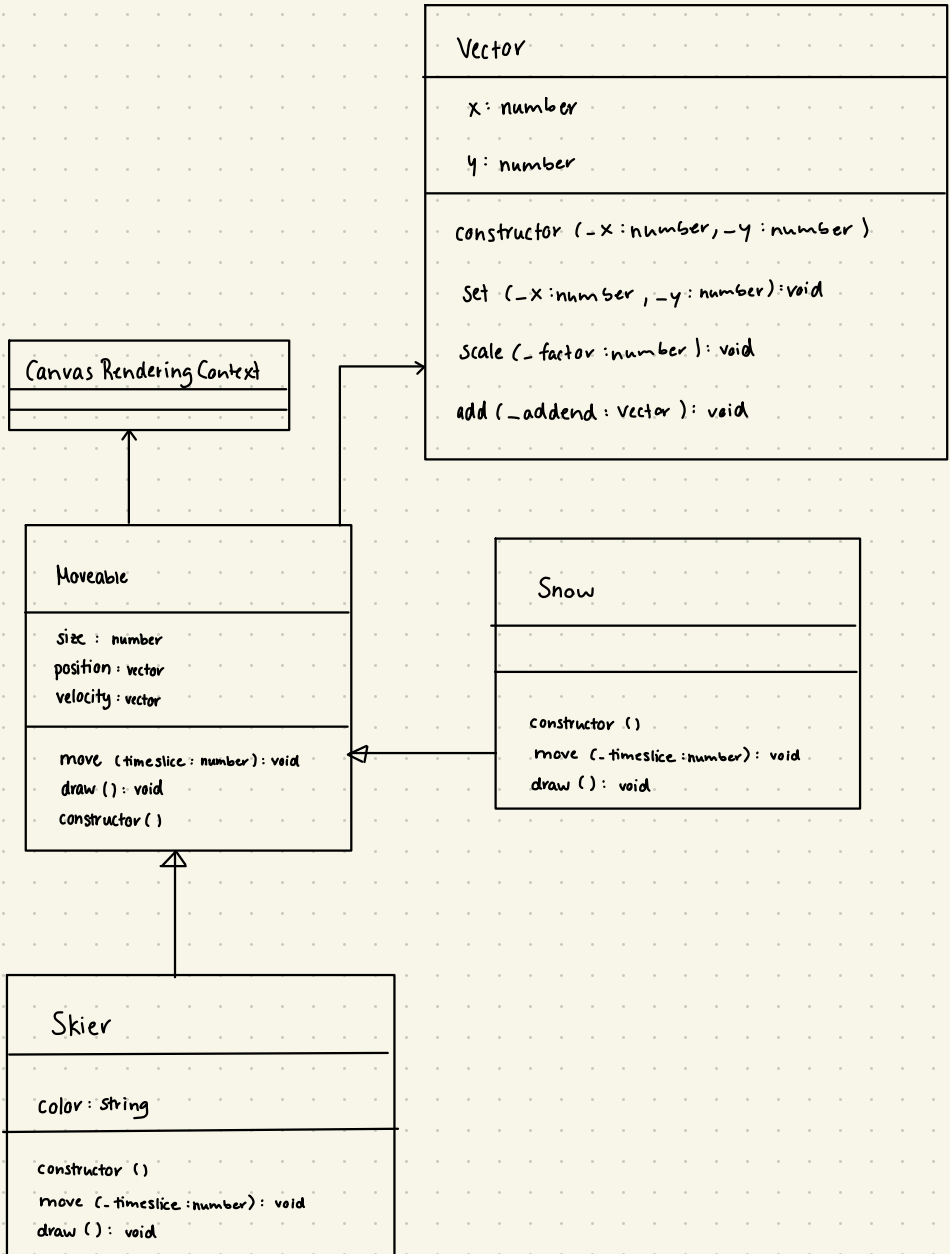 Vector
x: number
y: number
constructor (_x:number, _y:number)
set (_x:number, _y:number):void
scale (_factor:number): void
add (_addend: vector): void
Canvas Rendering Context
Moveable
size: number
position: vector
velocity: vector
move (timeslice: number): void
draw (): void
constructor ()
Snow
constructor ()
move (_timeslice:number): void
draw (): void
Skier
color: string
constructor ()
move (_timeslice:number): void
draw (): void